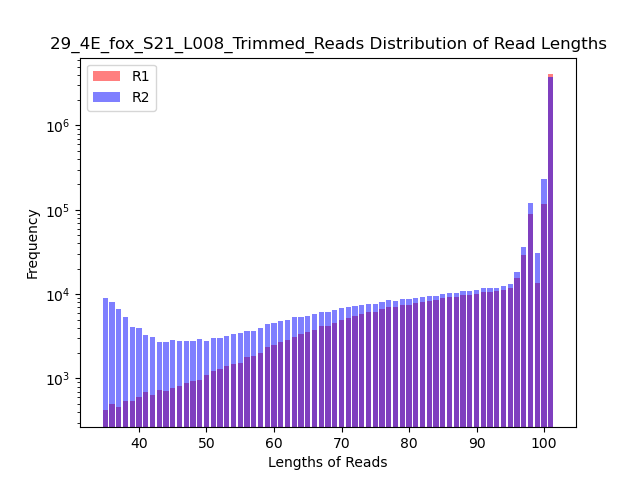 29_4E_fox_S21_L008_Trimmed_Reads Distribution of Read Lengths
R1
R2
10^6
10^5
10^4
10^3
Frequency
40 50 60 70 80 90 100
Lengths of Reads